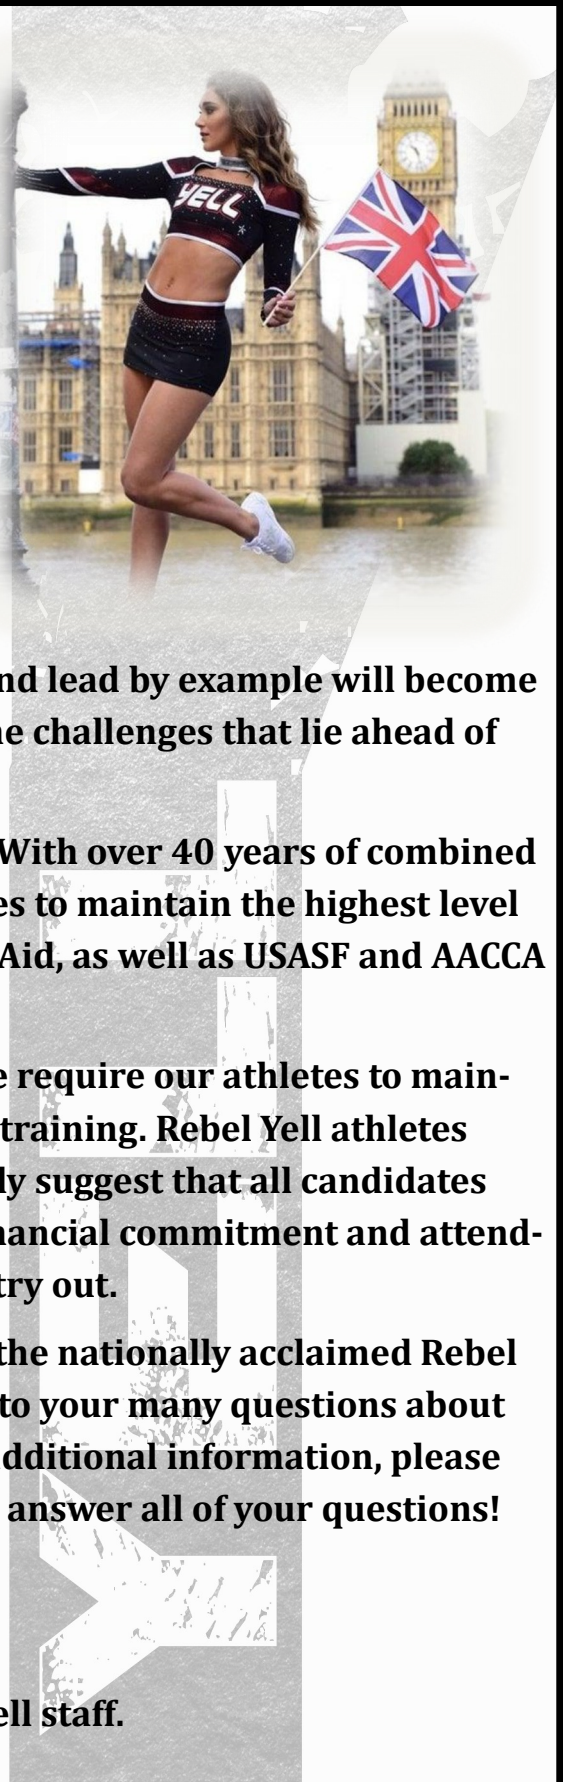 YELL
nd lead by example will become
e challenges that lie ahead of
With over 40 years of combined
es to maintain the highest level
Aid, as well as USASF and AACCA
e require our athletes to main-
training. Rebel Yell athletes
ly suggest that all candidates
nancial commitment and attend-
try out.
the nationally acclaimed Rebel
to your many questions about
dditional information, please
answer all of your questions!
ell staff.
YELL